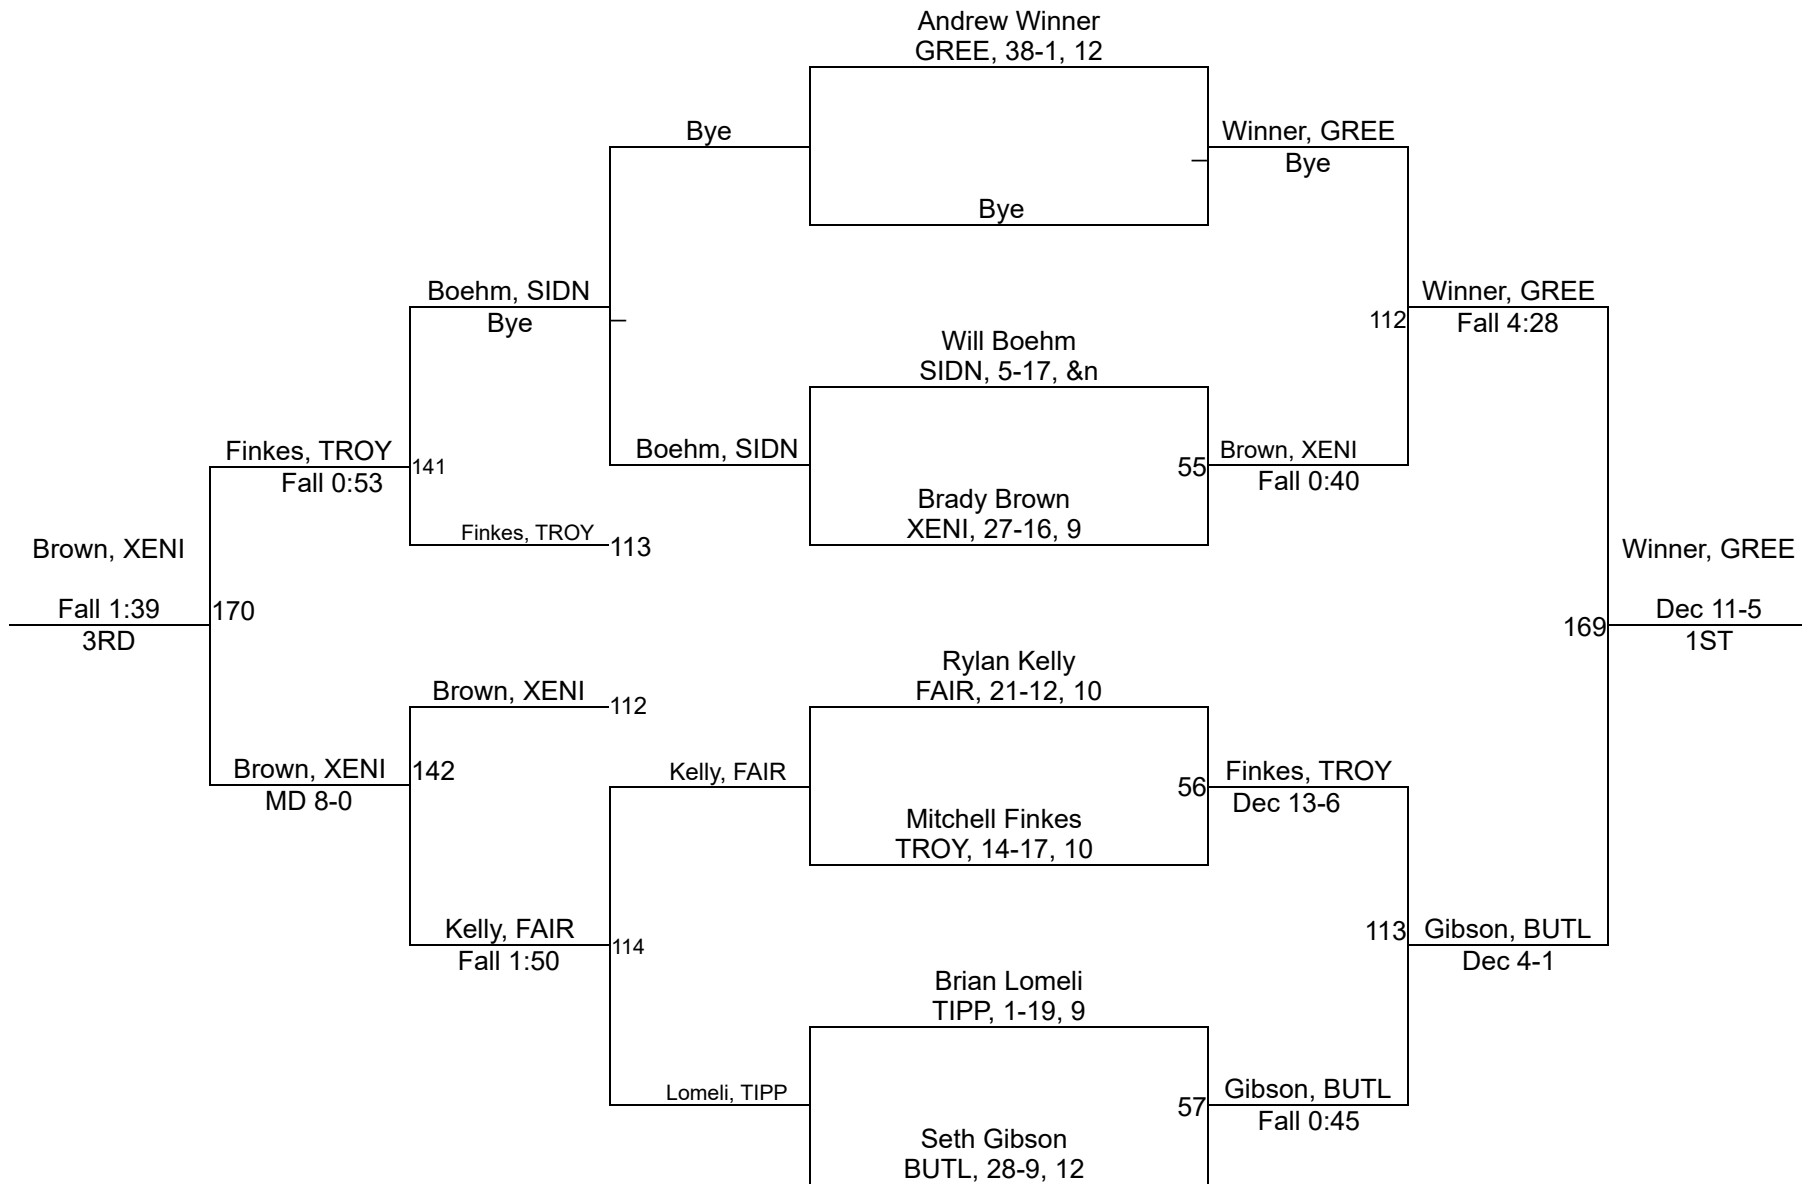 Andrew Winner
GREE, 38-1, 12
Bye
Winner, GREE
Bye
Bye
Boehm, SIDN
Bye
Winner, GREE
112
Fall 4:28
Will Boehm
SIDN, 5-17, &n
Finkes, TROY
141
Fall 0:53
Boehm, SIDN
55
Brown, XENI
Fall 0:40
Brady Brown
XENI, 27-16, 9
Finkes, TROY
113
Brown, XENI
Fall 1:39
170
3RD
Winner, GREE
169
Dec 11-5
1ST
Rylan Kelly
FAIR, 21-12, 10
Brown, XENI
112
Brown, XENI
142
MD 8-0
Kelly, FAIR
56
Finkes, TROY
Dec 13-6
Mitchell Finkes
TROY, 14-17, 10
Kelly, FAIR
114
Fall 1:50
113
Gibson, BUTL
Dec 4-1
Brian Lomeli
TIPP, 1-19, 9
Lomeli, TIPP
57
Gibson, BUTL
Fall 0:45
Seth Gibson
BUTL, 28-9, 12